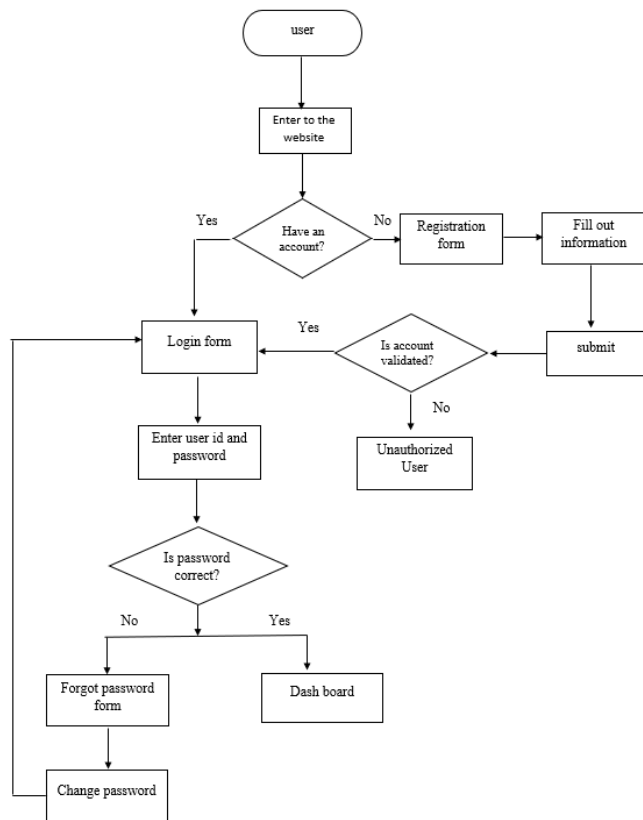 user
Enter to the
website
Yes
Have an
account?
No
Registration
form
Fill out
information
Login form
Yes
Is account
validated?
submit
No
Enter user id and
password
Unauthorized
User
Is password
correct?
No
Yes
Forgot password
form
Dash board
Change password